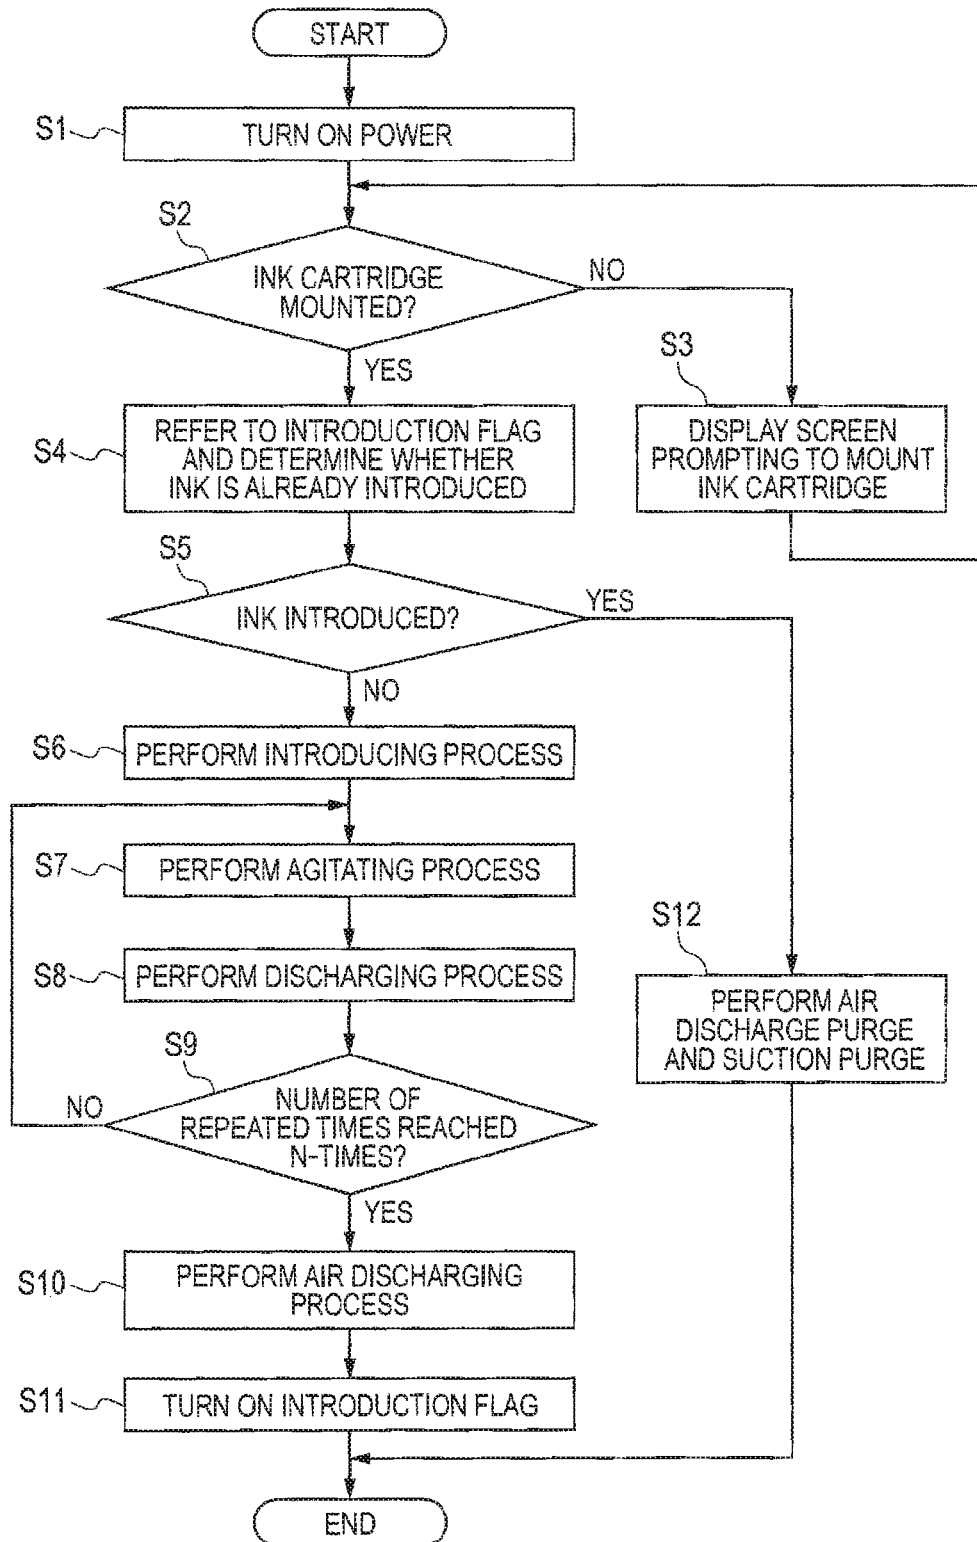 START
S1
TURN ON POWER
S2
INK CARTRIDGE
MOUNTED?
NO
YES
S3
DISPLAY SCREEN
PROMPTING TO MOUNT
INK CARTRIDGE
S4
REFER TO INTRODUCTION FLAG
AND DETERMINE WHETHER
INK IS ALREADY INTRODUCED
S5
INK INTRODUCED?
YES
NO
S6
PERFORM INTRODUCING PROCESS
S7
PERFORM AGITATING PROCESS
S8
PERFORM DISCHARGING PROCESS
S12
PERFORM AIR
DISCHARGE PURGE
AND SUCTION PURGE
S9
NUMBER OF
REPEATED TIMES REACHED
N-TIMES?
NO
YES
S10
PERFORM AIR DISCHARGING
PROCESS
S11
TURN ON INTRODUCTION FLAG
END